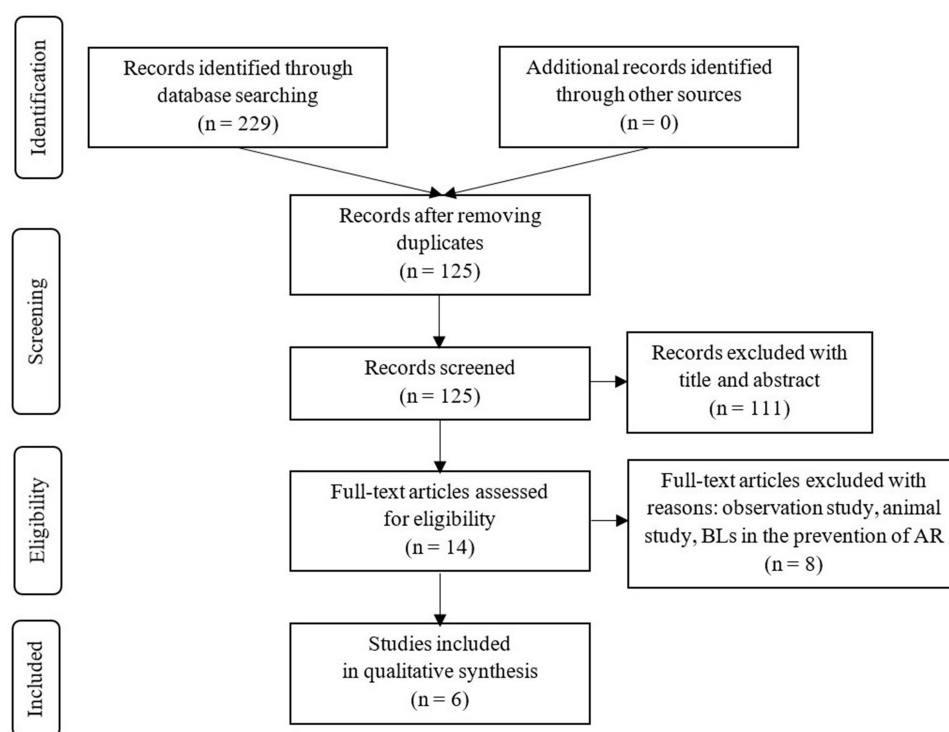 Identification
Records identified through
database searching
(n = 229)
Additional records identified
through other sources
(n = 0)
Records after removing
duplicates
(n = 125)
Screening
Records screened
(n = 125)
Records excluded with
title and abstract
(n = 111)
Eligibility
Full-text articles assessed
for eligibility
(n = 14)
Full-text articles excluded with
reasons: observation study, animal
study, BLs in the prevention of AR
(n = 8)
Included
Studies included
in qualitative synthesis
(n = 6)